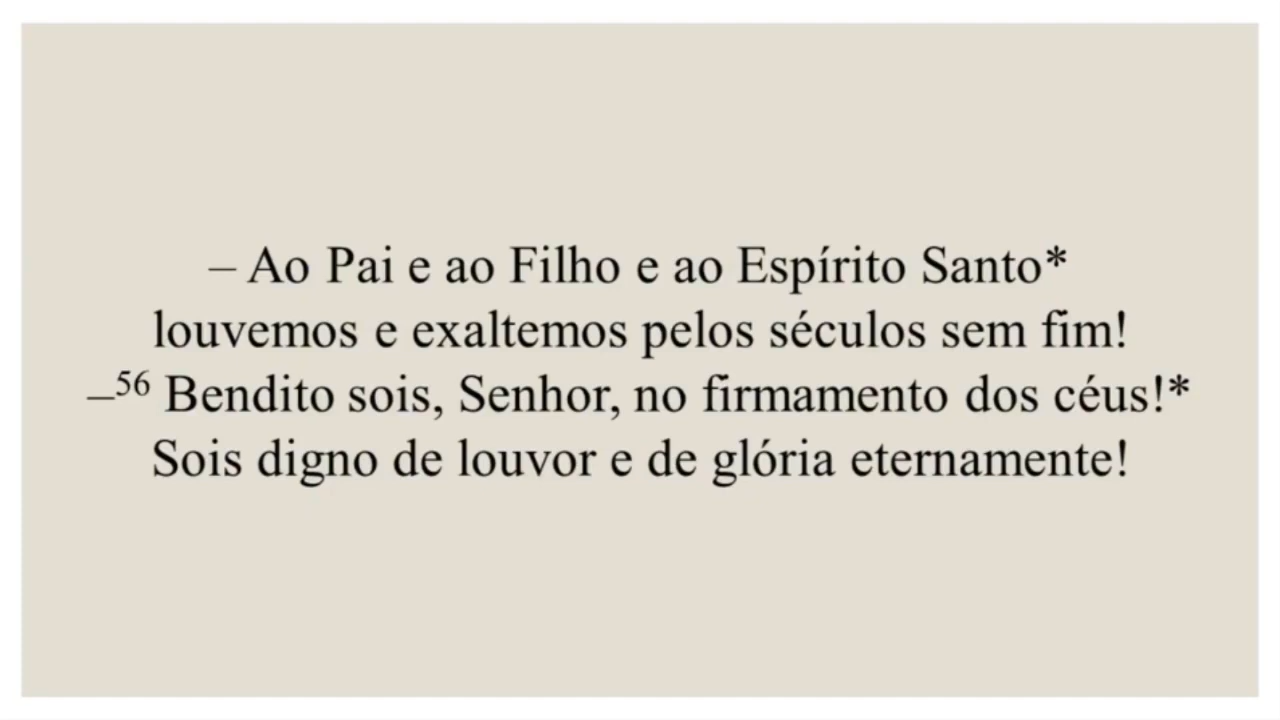 – Ao Pai e ao Filho e ao Espírito Santo*
louvemos e exaltemos pelos séculos sem fim!
–⁵⁶ Bendito sois, Senhor, no firmamento dos céus!*
Sois digno de louvor e de glória eternamente!